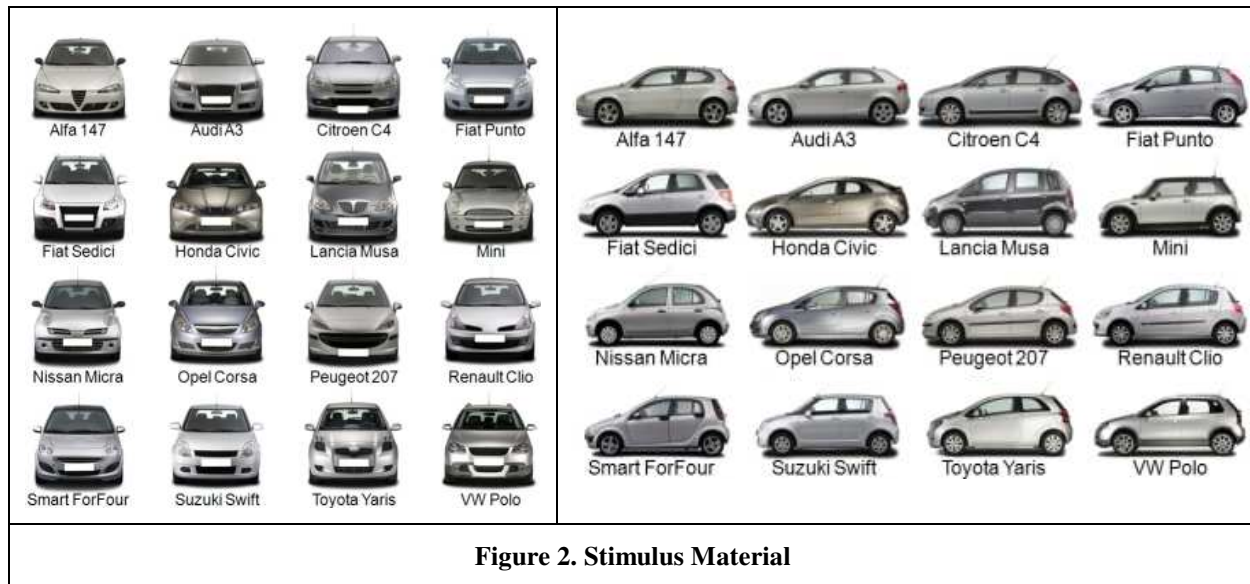 Alfa 147 Audi A3 Citroen C4 Fiat Punto
Fiat Sedici Honda Civic Lancia Musa Mini
Nissan Micra Opel Corsa Peugeot 207 Renault Clio
Smart ForFour Suzuki Swift Toyota Yaris VW Polo
Alfa 147 Audi A3 Citroen C4 Fiat Punto
Fiat Sedici Honda Civic Lancia Musa Mini
Nissan Micra Opel Corsa Peugeot 207 Renault Clio
Smart ForFour Suzuki Swift Toyota Yaris VW Polo
Figure 2. Stimulus Material